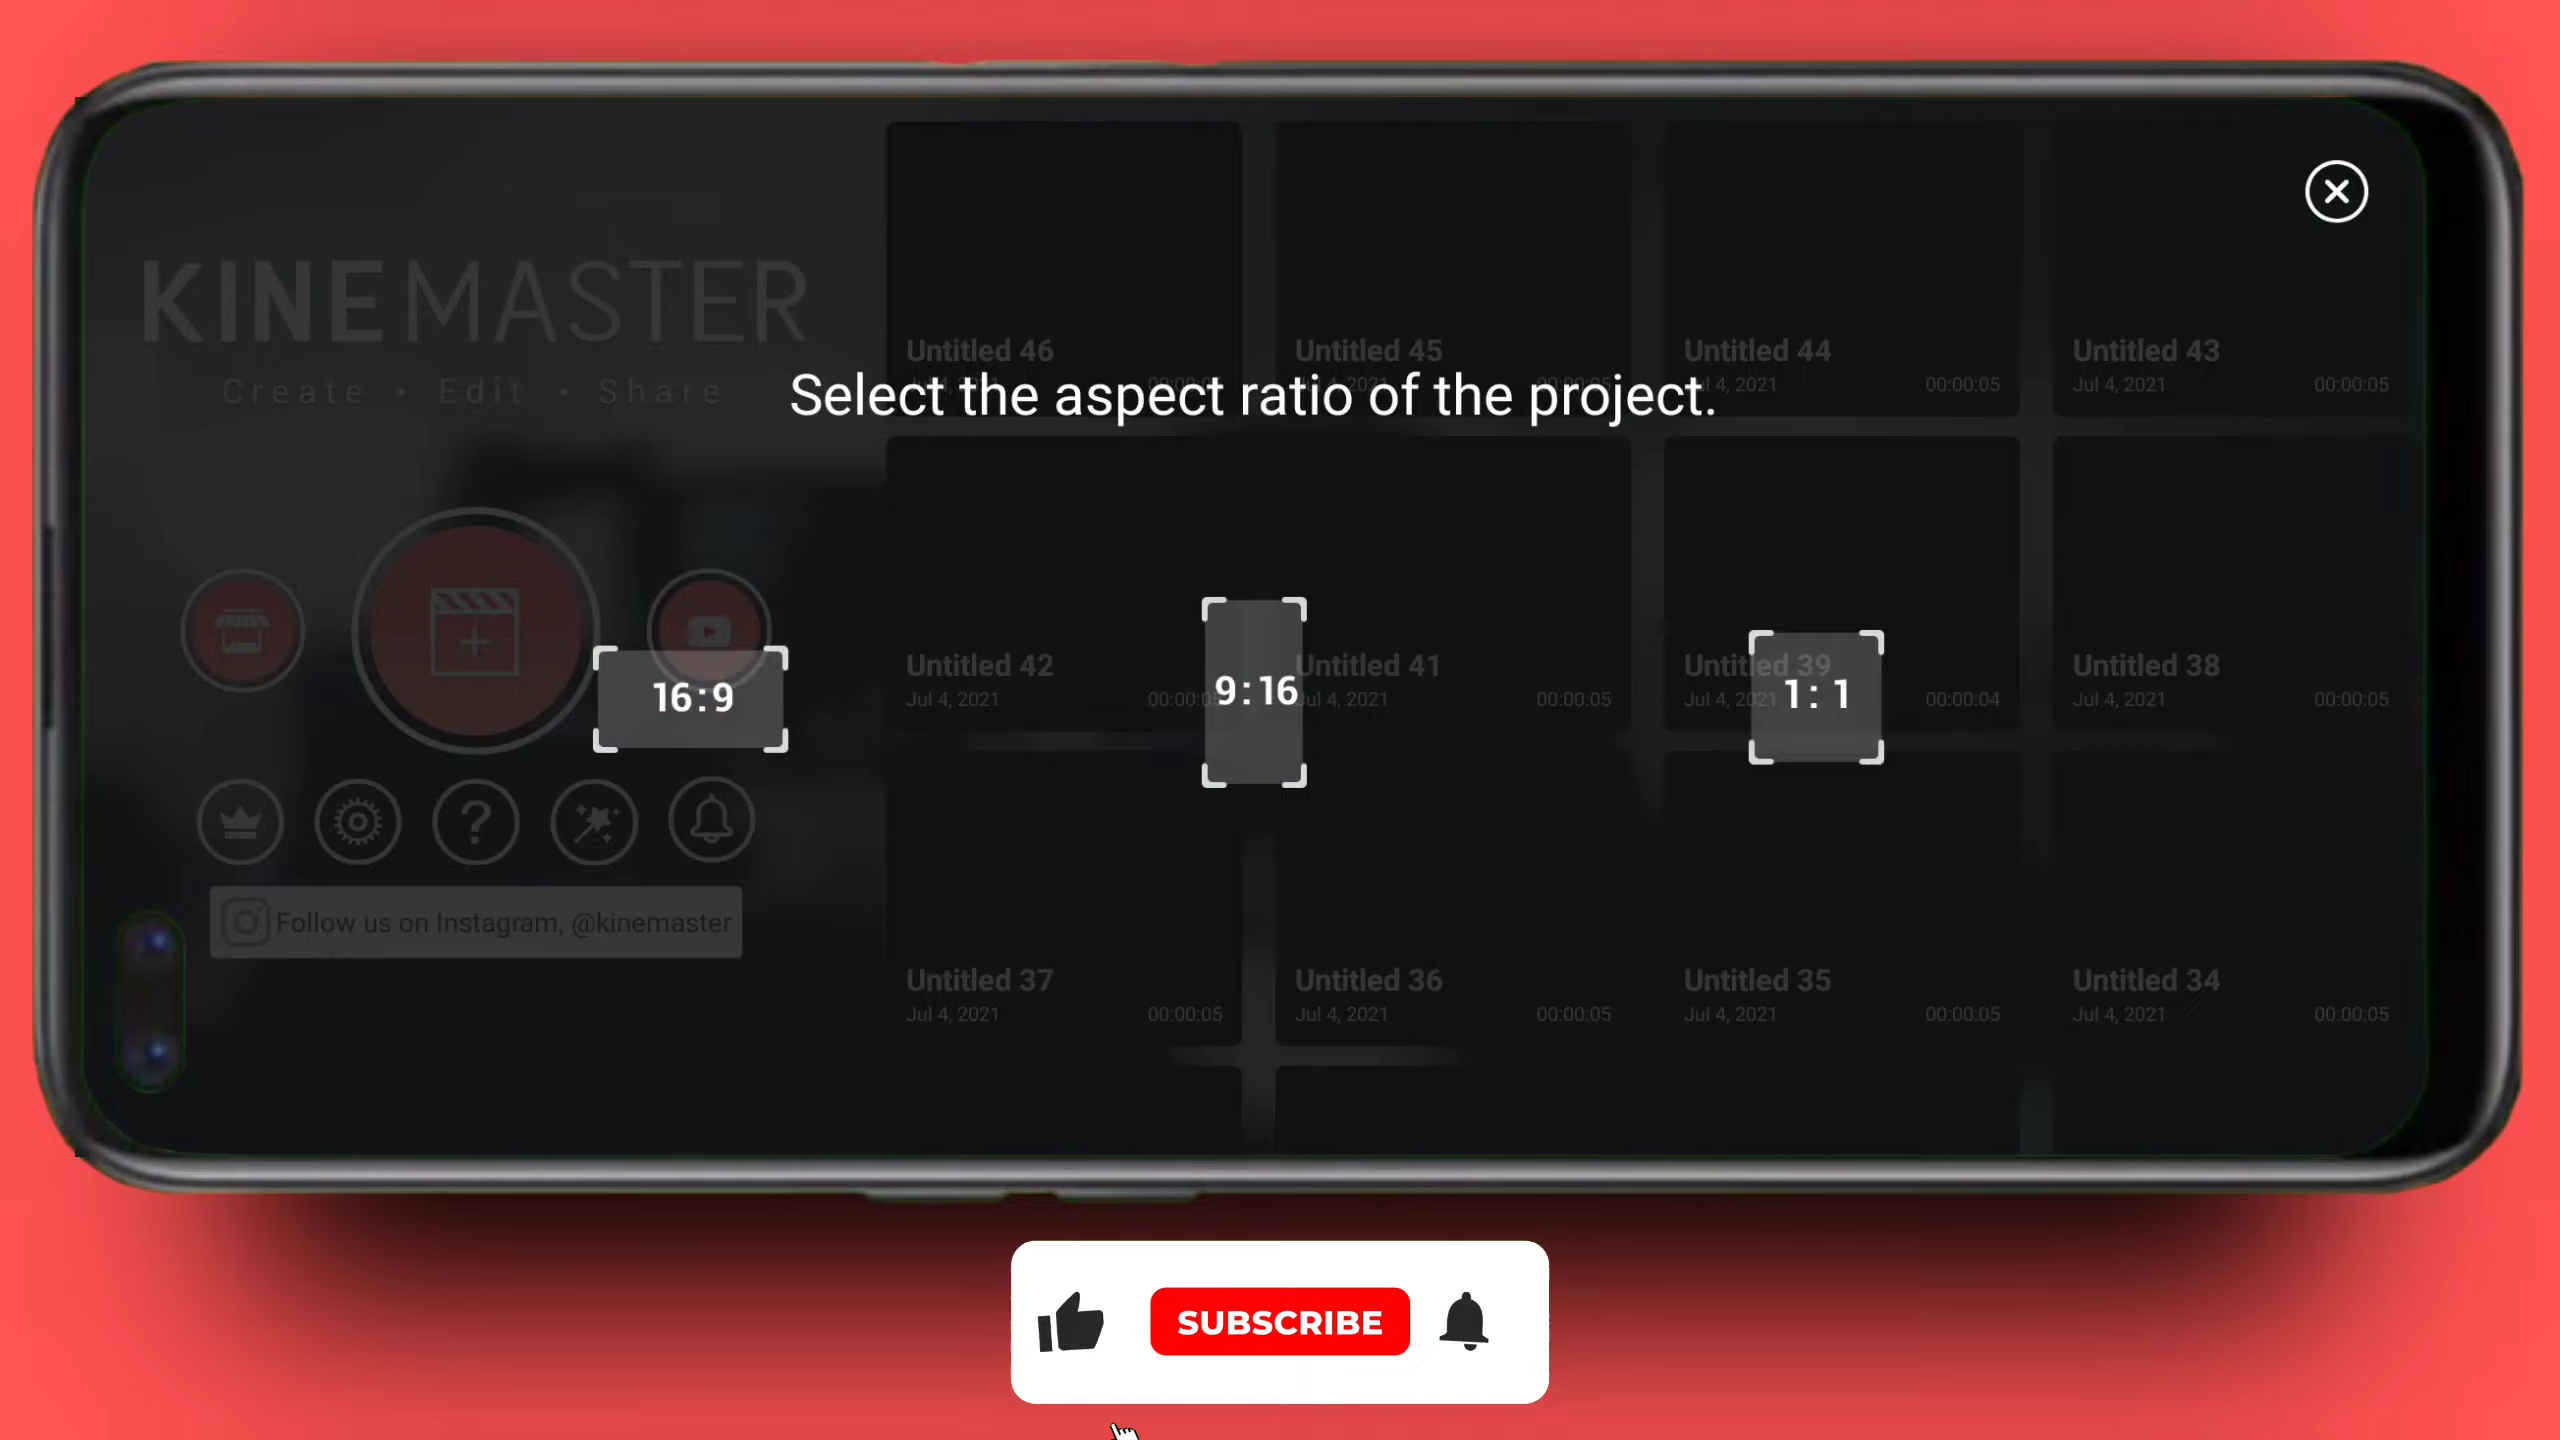 KINEMASTER
Create • Edit • Share
Select the aspect ratio of the project.
Untitled 46
Untitled 45
Untitled 44
Jul 4, 2021 00:00:05
Untitled 43
Jul 4, 2021 00:00:05
16:9
9:16
1:1
Untitled 42
Jul 4, 2021
Untitled 41
Jul 4, 2021 00:00:05
Untitled 39
Jul 4, 2021 00:00:04
Untitled 38
Jul 4, 2021 00:00:05
Follow us on Instagram, @kinemaster
Untitled 37
Jul 4, 2021 00:00:05
Untitled 36
Jul 4, 2021 00:00:05
Untitled 35
Jul 4, 2021 00:00:05
Untitled 34
Jul 4, 2021 00:00:05
SUBSCRIBE